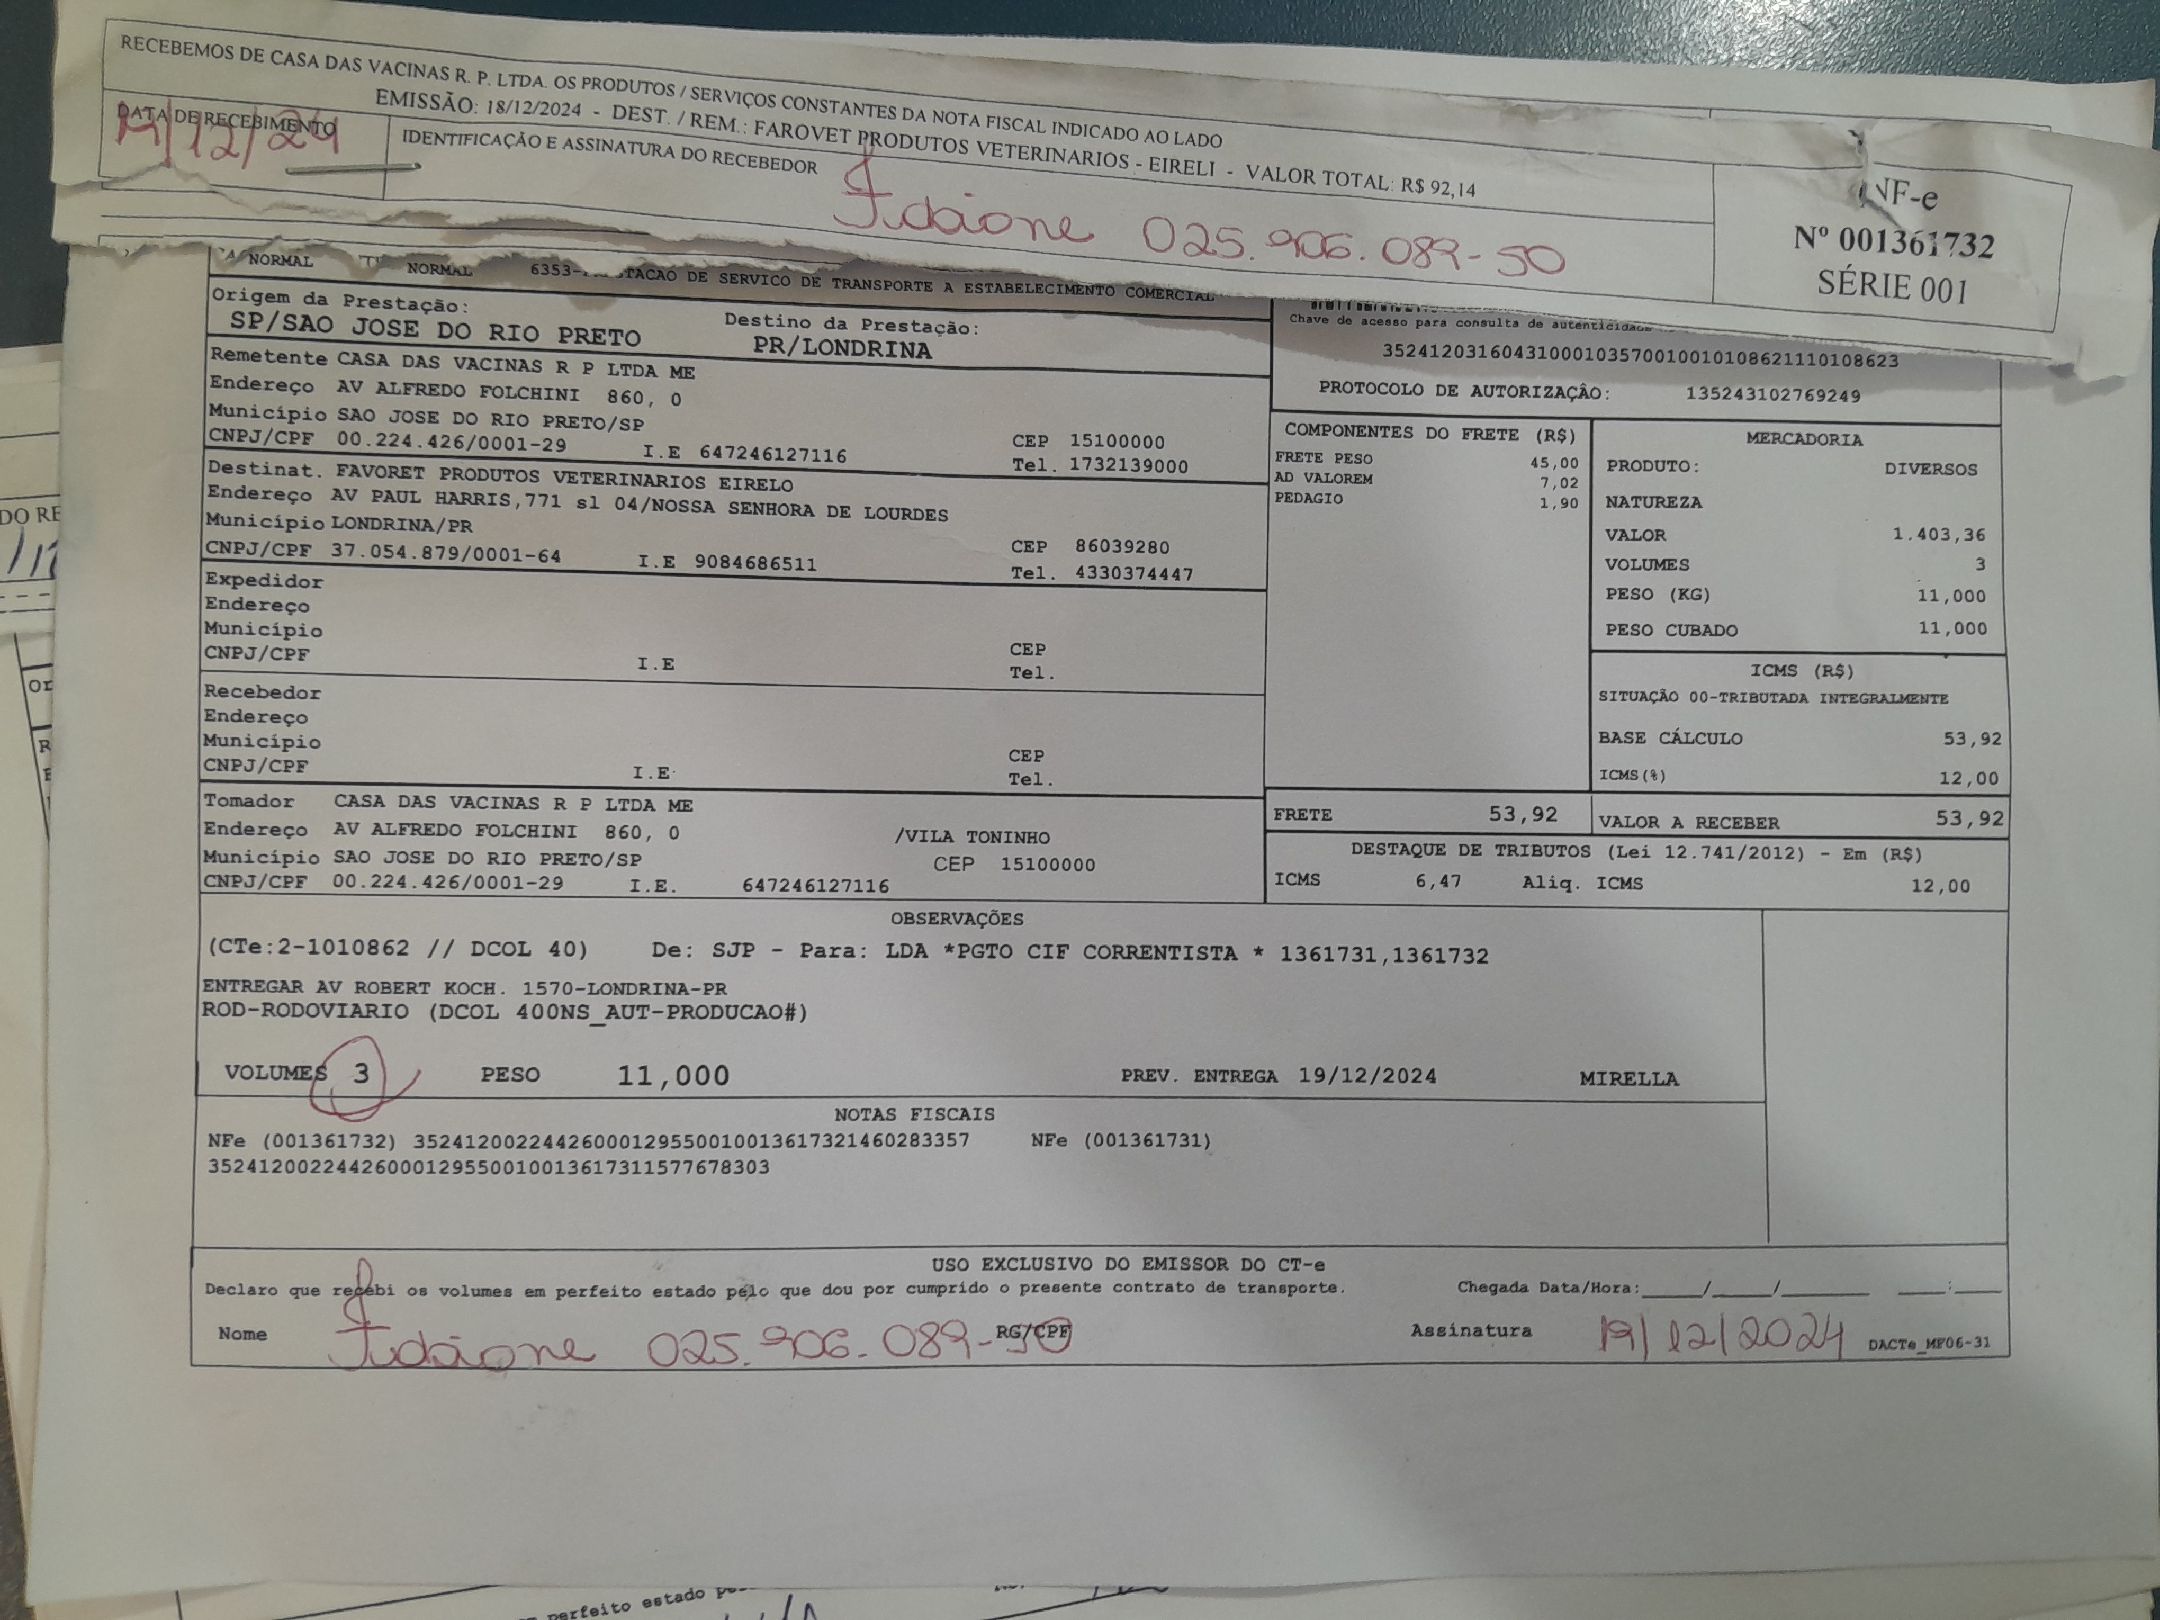 RECEBEMOS DE CASA DAS VACINAS R. P. LTDA. OS PRODUTOS / SERVIÇOS CONSTANTES DA NOTA FISCAL INDICADO AO LADO
EMISSÃO: 18/12/2024 - DEST. / REM.: FAROVET PRODUTOS VETERINARIOS - EIRELI - VALOR TOTAL: R$ 92,14
DATA DE RECEBIMENTO
19/12/24
IDENTIFICAÇÃO E ASSINATURA DO RECEBEDOR
025.906.089-50
NF-e
Nº 001361732
SÉRIE 001
NORMAL NORMAL 6353- TACAO DE SERVICO DE TRANSPORTE A ESTABELECIMENTO COMERCIAL
Origem da Prestação:
SP/SAO JOSE DO RIO PRETO
Destino da Prestação:
PR/LONDRINA
Chave de acesso para consulta de autenticidade
35241203160431000103570010010108621110108623
PROTOCOLO DE AUTORIZAÇÂO: 135243102769249
Remetente CASA DAS VACINAS R P LTDA ME
Endereço AV ALFREDO FOLCHINI 860, 0
Município SAO JOSE DO RIO PRETO/SP
CEP 15100000
CNPJ/CPF 00.224.426/0001-29 I.E 647246127116 Tel. 1732139000
Destinat. FAVORET PRODUTOS VETERINARIOS EIRELO
Endereço AV PAUL HARRIS,771 sl 04/NOSSA SENHORA DE LOURDES
Município LONDRINA/PR
CEP 86039280
CNPJ/CPF 37.054.879/0001-64 I.E 9084686511 Tel. 4330374447
Expedidor
Endereço
Município
CEP
CNPJ/CPF I.E Tel.
Recebedor
Endereço
Município
CEP
CNPJ/CPF I.E Tel.
Tomador CASA DAS VACINAS R P LTDA ME
Endereço AV ALFREDO FOLCHINI 860, 0 /VILA TONINHO
Município SAO JOSE DO RIO PRETO/SP CEP 15100000
CNPJ/CPF 00.224.426/0001-29 I.E. 647246127116
COMPONENTES DO FRETE (R$)
FRETE PESO 45,00
AD VALOREM 7,02
PEDAGIO 1,90
MERCADORIA
PRODUTO: DIVERSOS
NATUREZA
VALOR 1.403,36
VOLUMES 3
PESO (KG) 11,000
PESO CUBADO 11,000
ICMS (R$)
SITUAÇÃO 00-TRIBUTADA INTEGRALMENTE
BASE CÁLCULO 53,92
ICMS(%) 12,00
FRETE 53,92
VALOR A RECEBER 53,92
DESTAQUE DE TRIBUTOS (Lei 12.741/2012) - Em (R$)
ICMS 6,47 Aliq. ICMS 12,00
OBSERVAÇÕES
(CTe:2-1010862 // DCOL 40) De: SJP - Para: LDA *PGTO CIF CORRENTISTA * 1361731,1361732
ENTREGAR AV ROBERT KOCH. 1570-LONDRINA-PR
ROD-RODOVIARIO (DCOL 400NS_AUT-PRODUCAO#)
VOLUMES 3 PESO 11,000 PREV. ENTREGA 19/12/2024 MIRELLA
NOTAS FISCAIS
NFe (001361732) 35241200224426000129550010013617321460283357 NFe (001361731)
35241200224426000129550010013617311577678303
USO EXCLUSIVO DO EMISSOR DO CT-e
Declaro que recebi os volumes em perfeito estado pelo que dou por cumprido o presente contrato de transporte. Chegada Data/Hora:_____/_____/_______ ____:____
Nome 025.906.089-50 RG/CPF Assinatura 19/12/2024 DACTe_MF06-31
perfeito estado